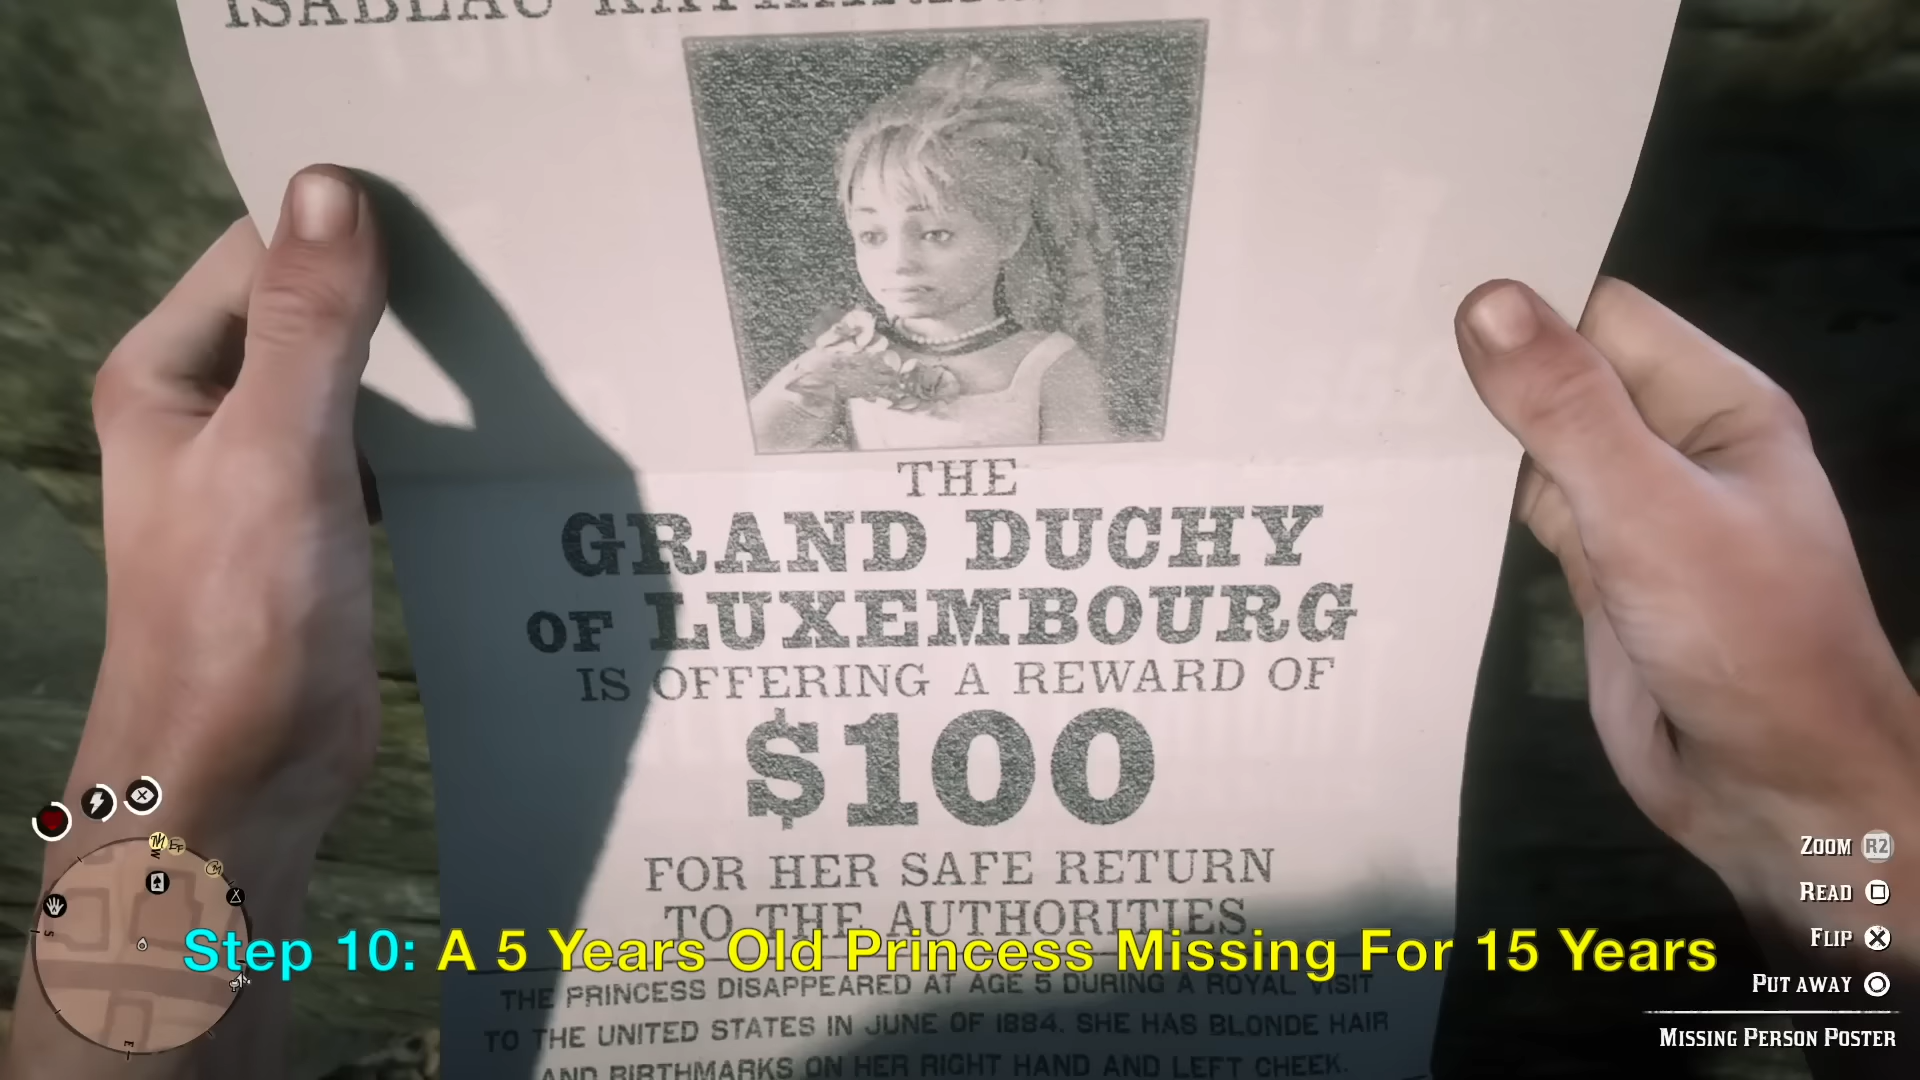 ISABEAU
THE
GRAND DUCHY
OF LUXEMBOURG
IS OFFERING A REWARD OF
$100
FOR HER SAFE RETURN
TO THE AUTHORITIES.
Step 10: A 5 Years Old Princess Missing For 15 Years
THE PRINCESS DISAPPEARED AT AGE 5 DURING A ROYAL VISIT
TO THE UNITED STATES IN JUNE OF 1884. SHE HAS BLONDE HAIR
AND BIRTHMARKS ON HER RIGHT HAND AND LEFT CHEEK.
ZOOM R2
READ
FLIP
PUT AWAY
MISSING PERSON POSTER
W
S
E